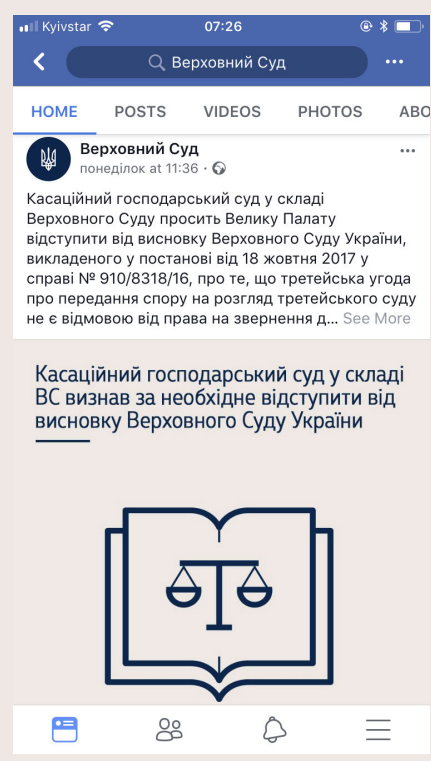 Kyivstar 07:26
Верховний Суд
HOME POSTS VIDEOS PHOTOS ABO
Верховний Суд
понеділок at 11:36 ·
Касаційний господарський суд у складі
Верховного Суду просить Велику Палату
відступити від висновку Верховного Суду України,
викладеного у постанові від 18 жовтня 2017 у
справі № 910/8318/16, про те, що третейська угода
про передання спору на розгляд третейського суду
не є відмовою від права на звернення д... See More
Касаційний господарський суд у складі
ВС визнав за необхідне відступити від
висновку Верховного Суду України